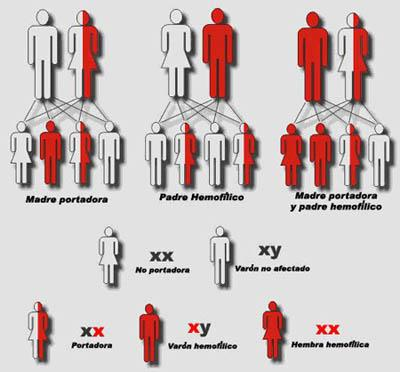 Madre portadora
Padre Hemofílico
Madre portadora
y padre hemofílico
xx
No portadora
xy
Varón no afectado
xx
Portadora
xy
Varón hemofílico
xx
Hembra hemofílica